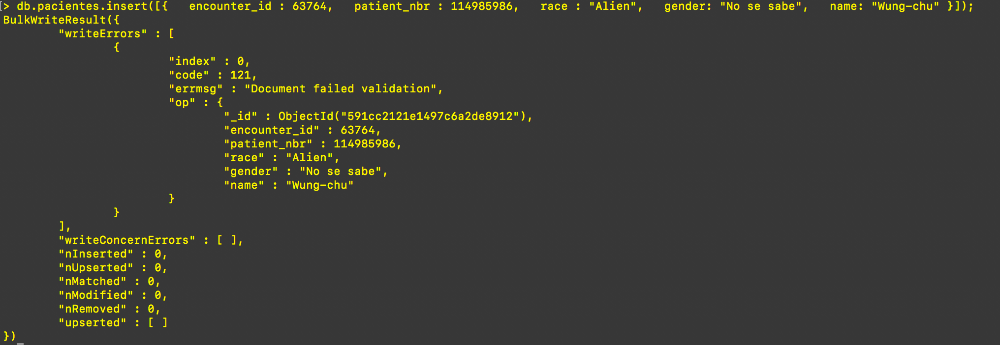 > db.pacientes.insert([{   encounter_id : 63764,   patient_nbr : 114985986,   race : "Alien",   gender: "No se sabe",   name: "Wung-chu" }]);
BulkWriteResult({
        "writeErrors" : [
                {
                        "index" : 0,
                        "code" : 121,
                        "errmsg" : "Document failed validation",
                        "op" : {
                                "_id" : ObjectId("591cc2121e1497c6a2de8912"),
                                "encounter_id" : 63764,
                                "patient_nbr" : 114985986,
                                "race" : "Alien",
                                "gender" : "No se sabe",
                                "name" : "Wung-chu"
                        }
                }
        ],
        "writeConcernErrors" : [ ],
        "nInserted" : 0,
        "nUpserted" : 0,
        "nMatched" : 0,
        "nModified" : 0,
        "nRemoved" : 0,
        "upserted" : [ ]
})